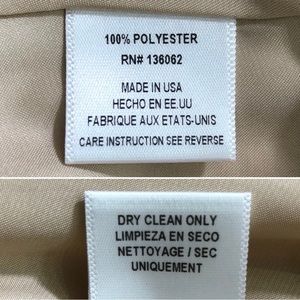 100% POLYESTER
RN# 136062
MADE IN USA
HECHO EN EE.UU
FABRIQUE AUX ETATS-UNIS
CARE INSTRUCTION SEE REVERSE
DRY CLEAN ONLY
LIMPIEZA EN SECO
NETTOYAGE / SEC
UNIQUEMENT